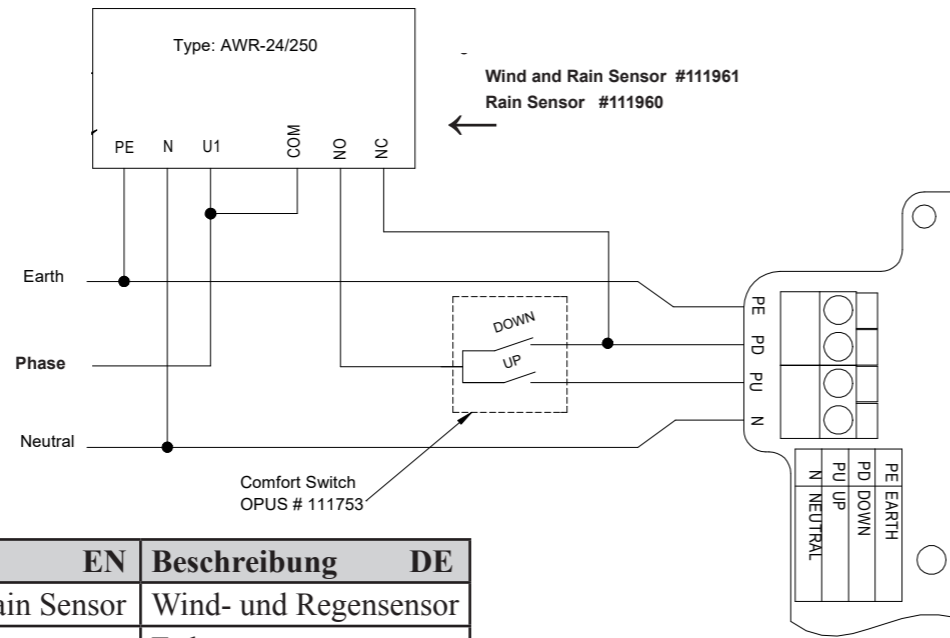 Type: AWR-24/250
Wind and Rain Sensor #111961
Rain Sensor #111960
PE N U1 COM NO NC
Earth
Phase
Neutral
DOWN
UP
Comfort Switch
OPUS # 111753
PE
PD
PU
N
PE EARTH
PD DOWN
PU UP
N NEUTRAL
EN Beschreibung DE
Sensor Wind- und Regensensor